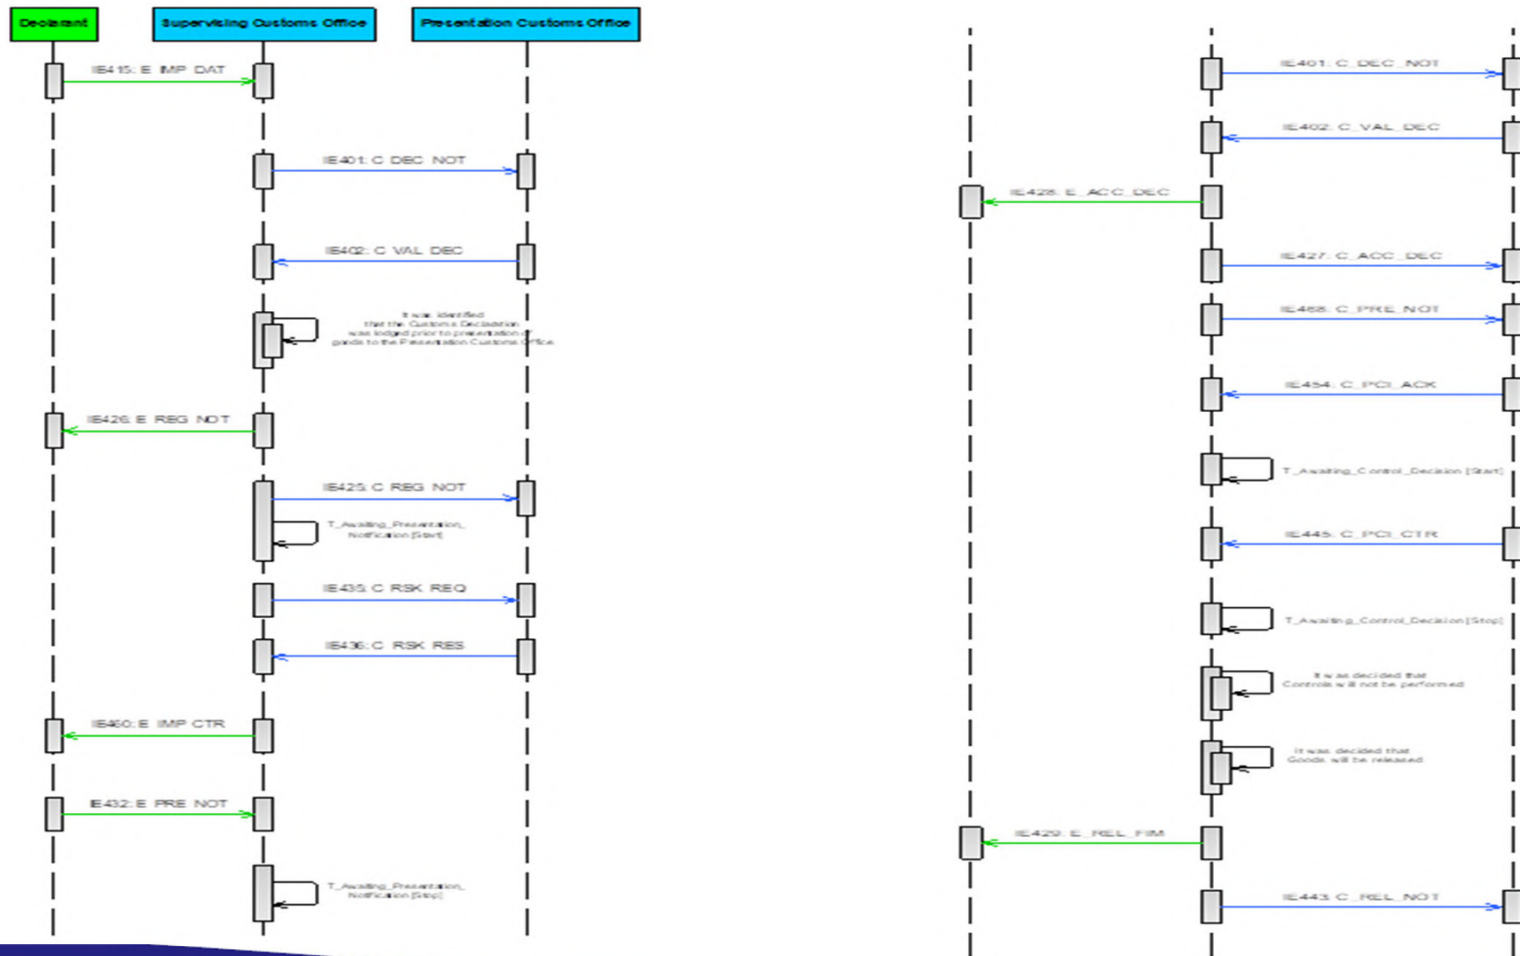 Declarant
Supervising Customs Office
Presentation Customs Office
IE415: E_IMP_DAT
IE401: C_DEC_NOT
IE402: C_VAL_DEC
It was identified
that the Customs Declaration
was lodged prior to presentation of
goods to the Presentation Customs Office
IE426: E_REG_NOT
IE425: C_REG_NOT
T_Awaiting_Presentation_
Notification [Start]
IE435: C_RSK_REQ
IE436: C_RSK_RES
IE460: E_IMP_CTR
IE432: E_PRE_NOT
T_Awaiting_Presentation_
Notification [Stop]
IE401: C_DEC_NOT
IE402: C_VAL_DEC
IE428: E_ACC_DEC
IE427: C_ACC_DEC
IE468: C_PRE_NOT
IE454: C_PCI_ACK
T_Awaiting_Control_Decision [Start]
IE445: C_PCI_CTR
T_Awaiting_Control_Decision [Stop]
It was decided that
Controls will not be performed
It was decided that
Goods will be released
IE429: E_REL_FIM
IE443: C_REL_NOT